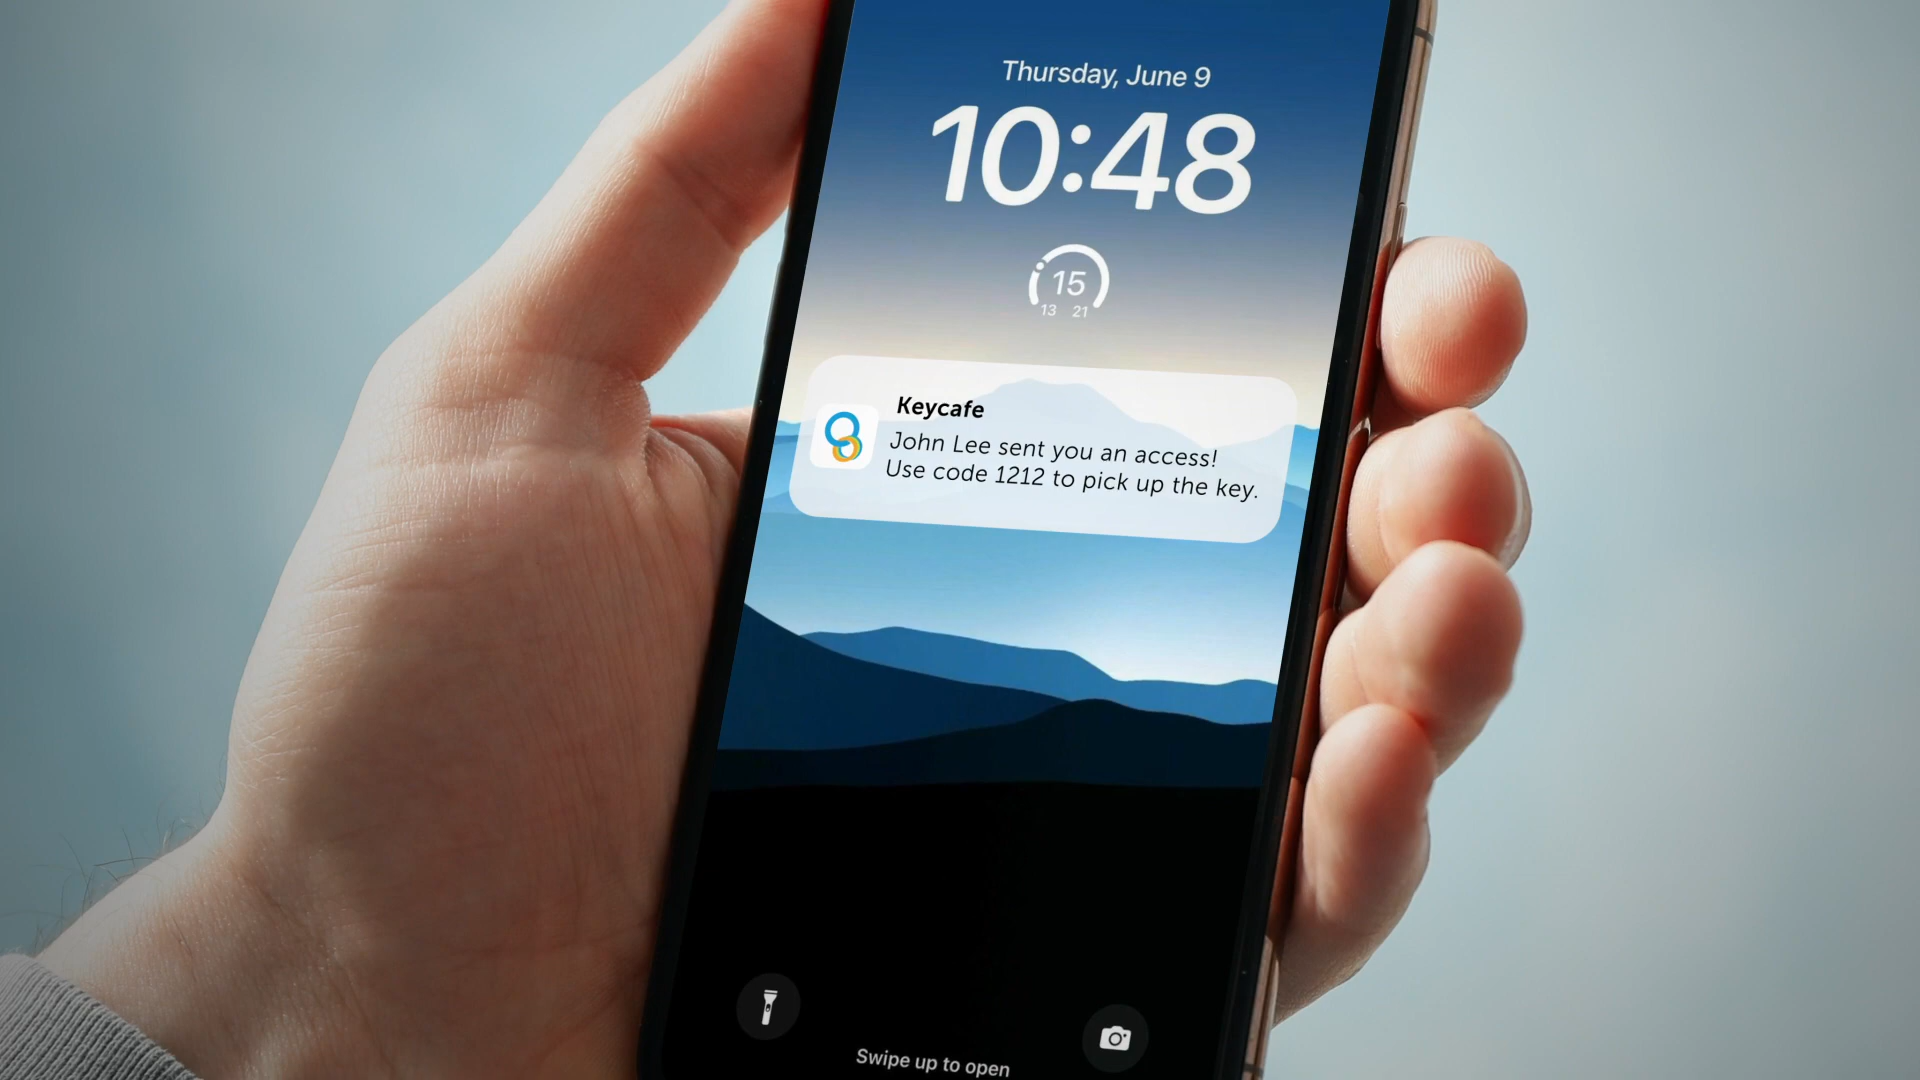 Thursday, June 9
10:48
15
13 21
Keycafe
John Lee sent you an access!
Use code 1212 to pick up the key.
Swipe up to open